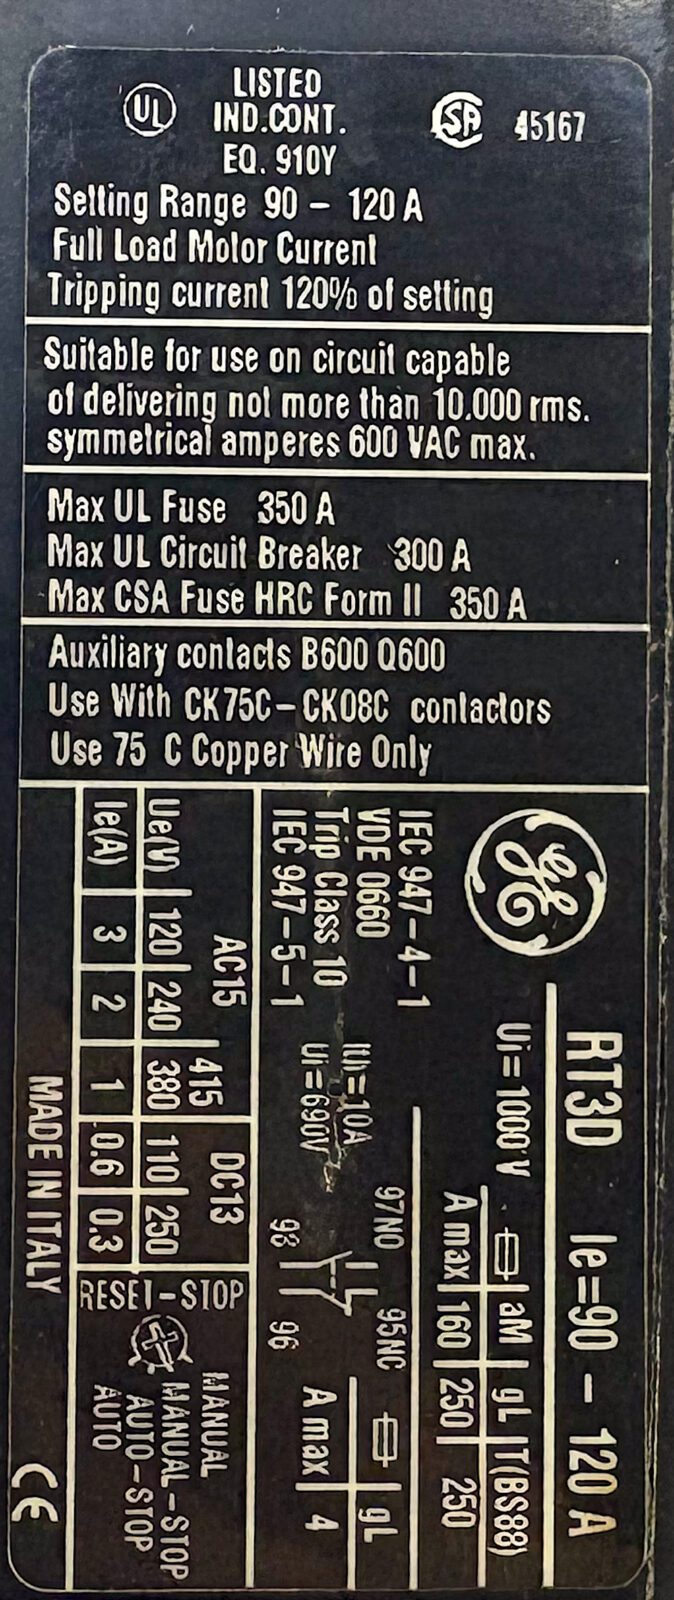 UL
LISTED
IND.CONT.
EQ. 910Y
SA 45167
Setting Range 90 – 120 A
Full Load Motor Current
Tripping current 120% of setting
Suitable for use on circuit capable
of delivering not more than 10.000 rms.
symmetrical amperes 600 VAC max.
Max UL Fuse 350 A
Max UL Circuit Breaker 300 A
Max CSA Fuse HRC Form II 350 A
Auxiliary contacts B600 Q600
Use With CK75C–CK08C contactors
Use 75 C Copper Wire Only
GE
RT3D Ie=90 – 120 A
Ui=1000 V
aM gL T(BS88)
A max 160 250 250
IEC 947-4-1
VDE 0660
Trip Class 10
IEC 947-5-1
Ith=10A
Ui=690V
97NO 95NC
98 96
gL
A max 4
AC15 415 DC13
Ue(V) 120 240 380 110 250
Ie(A) 3 2 1 0.6 0.3
RESET-STOP
MANUAL
MANUAL-STOP
AUTO-STOP
AUTO
MADE IN ITALY
CE